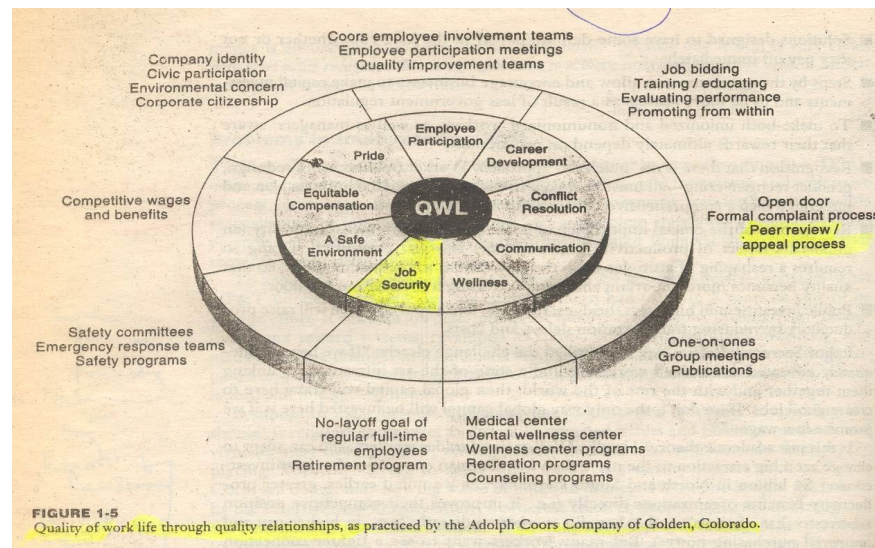 Coors employee involvement teams
Employee participation meetings
Quality improvement teams
Company identity
Civic participation
Environmental concern
Corporate citizenship
Job bidding
Training / educating
Evaluating performance
Promoting from within
Employee
Participation
Pride
Career
Development
Competitive wages
and benefits
Equitable
Compensation
QWL
Conflict
Resolution
Open door
Formal complaint process
Peer review /
appeal process
A Safe
Environment
Communication
Job
Security
Wellness
Safety committees
Emergency response teams
Safety programs
One-on-ones
Group meetings
Publications
No-layoff goal of
regular full-time
employees
Retirement program
Medical center
Dental wellness center
Wellness center programs
Recreation programs
Counseling programs
FIGURE 1-5
Quality of work life through quality relationships, as practiced by the Adolph Coors Company of Golden, Colorado.